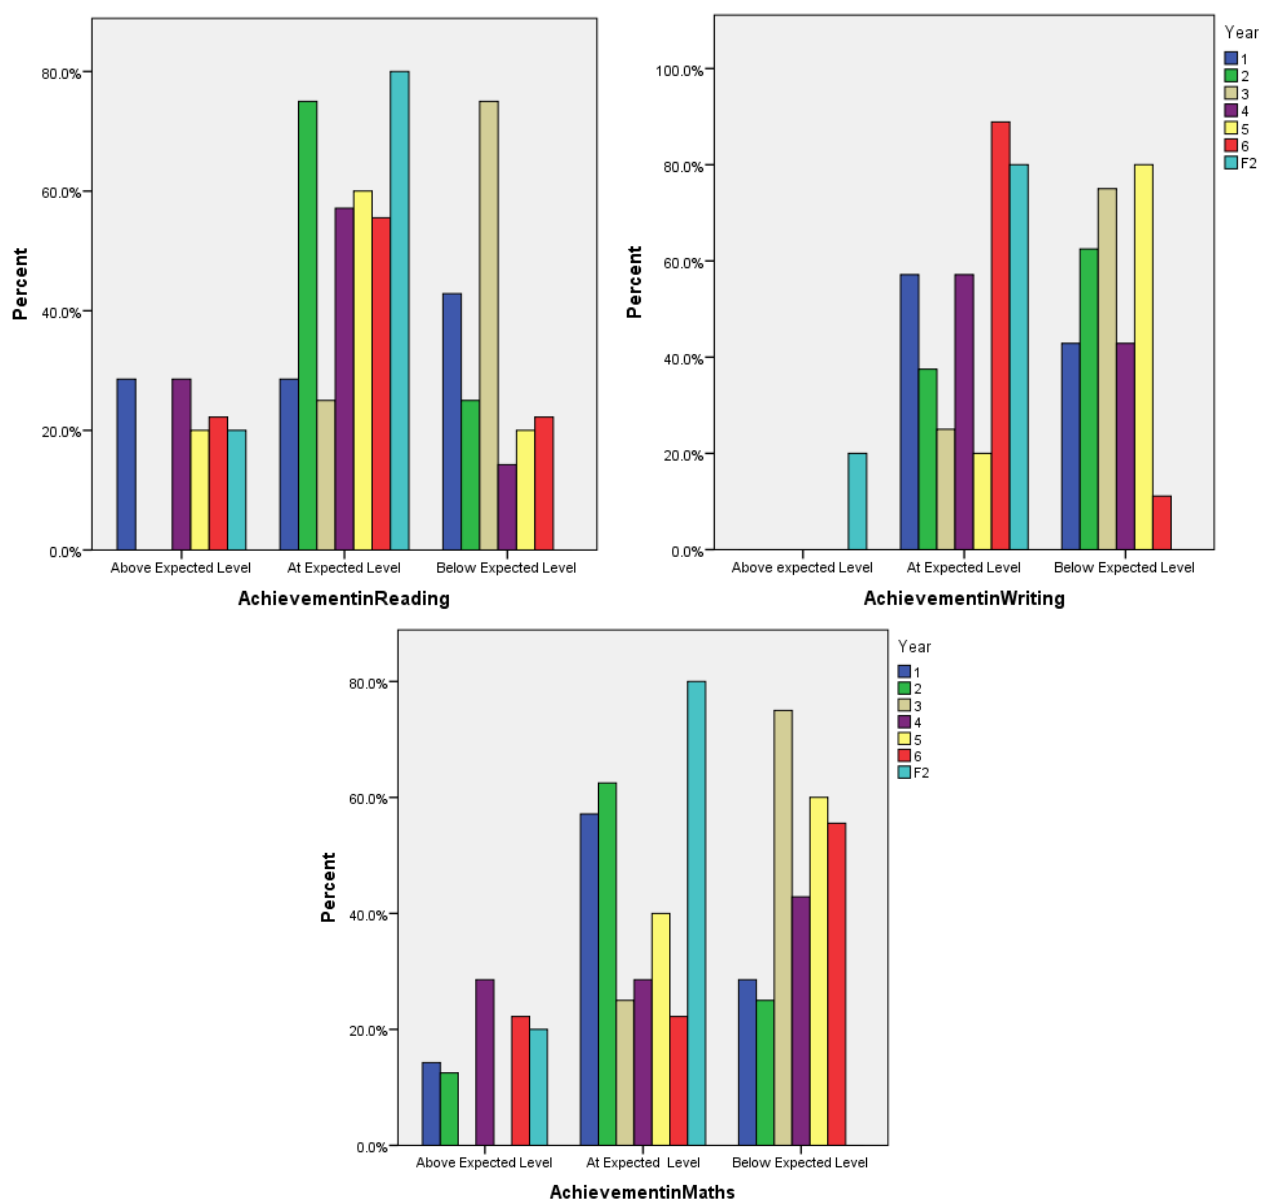 80.0%
60.0%
40.0%
20.0%
0.0%
Percent
Above Expected Level At Expected Level Below Expected Level
AchievementinReading
100.0%
80.0%
60.0%
40.0%
20.0%
0.0%
Percent
Above expected Level At Expected Level Below Expected Level
AchievementinWriting
Year
1
2
3
4
5
6
F2
80.0%
60.0%
40.0%
20.0%
0.0%
Percent
Above Expected Level At Expected Level Below Expected Level
AchievementinMaths
Year
1
2
3
4
5
6
F2